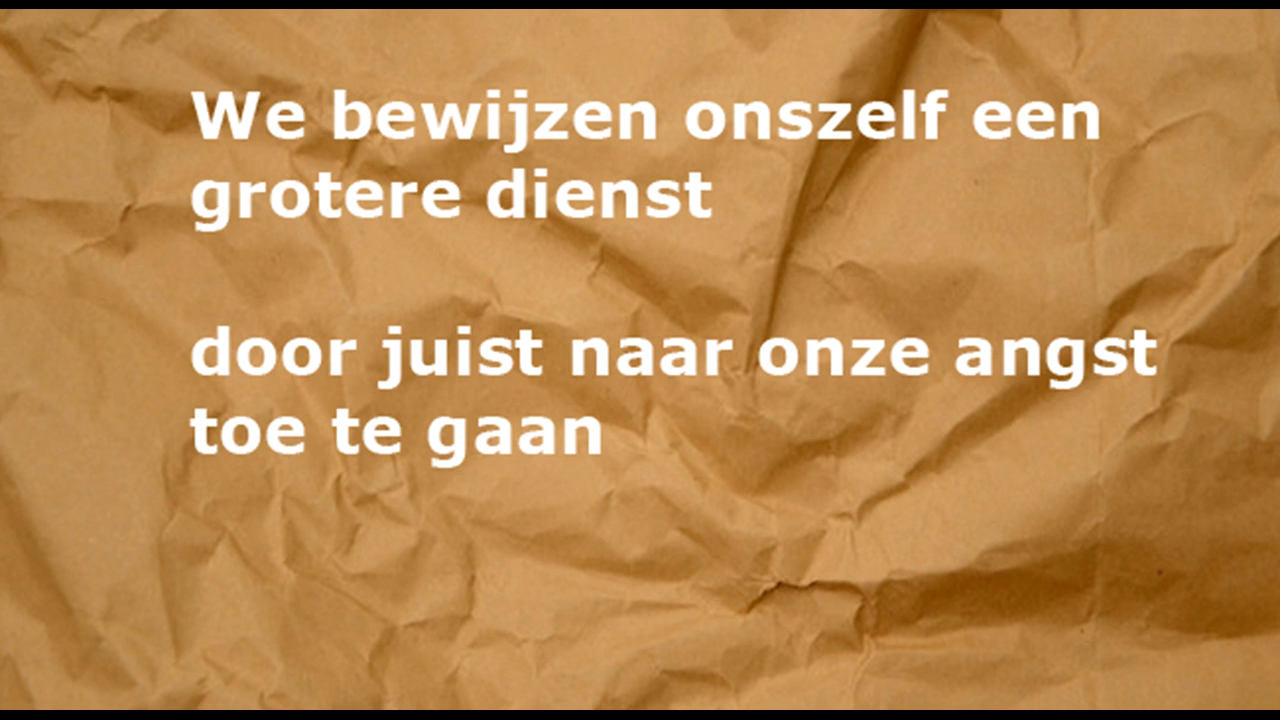 We bewijzen onszelf een
grotere dienst
door juist naar onze angst
toe te gaan